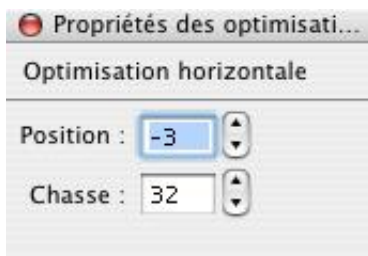 Propriétés des optimisati...
Optimisation horizontale
Position : -3
Chasse : 32